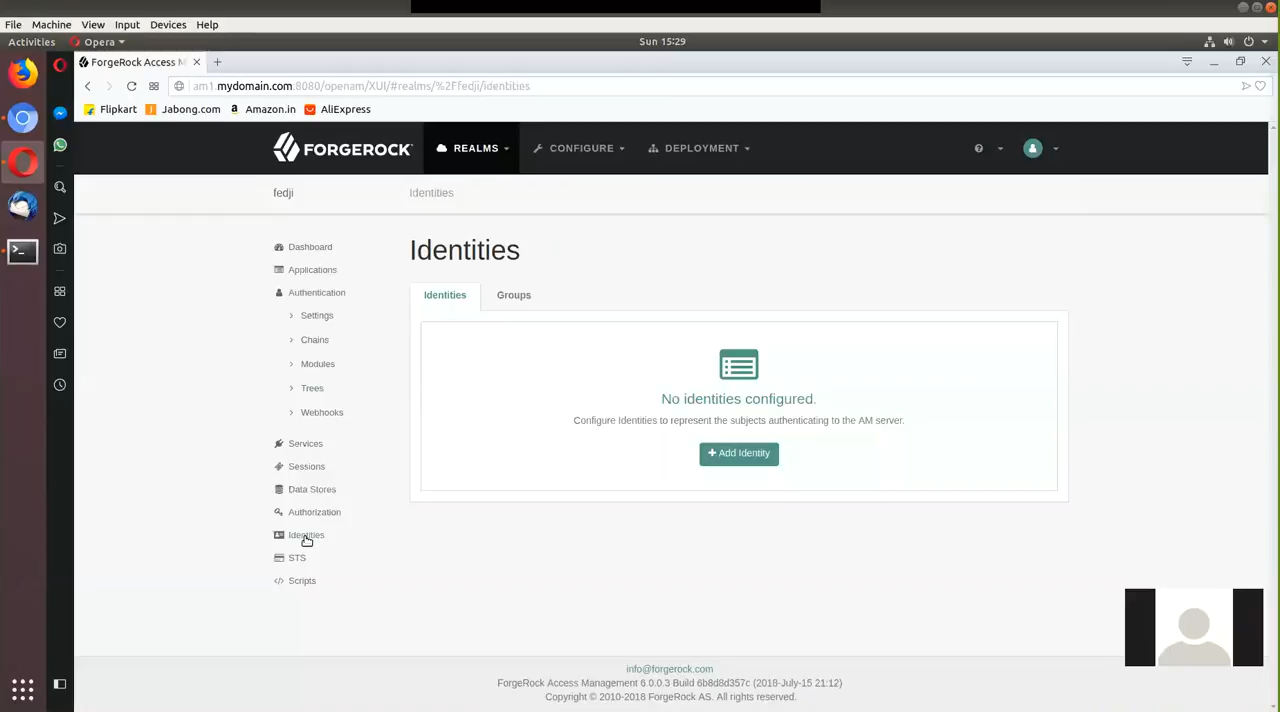 File Machine View Input Devices Help
Activities Opera Sun 15:29
ForgeRock Access M
am1.mydomain.com:8080/openam/XUI/#realms/%2Ffedji/identities
Flipkart Jabong.com Amazon.in AliExpress
FORGEROCK REALMS CONFIGURE DEPLOYMENT
fedji Identities
Dashboard
Applications
Authentication
Settings
Chains
Modules
Trees
Webhooks
Services
Sessions
Data Stores
Authorization
Identities
STS
Scripts
Identities
Identities Groups
No identities configured.
Configure Identities to represent the subjects authenticating to the AM server.
+ Add Identity
info@forgerock.com
ForgeRock Access Management 6.0.0.3 Build 6b8d8d357c (2018-July-15 21:12)
Copyright © 2010-2018 ForgeRock AS. All rights reserved.